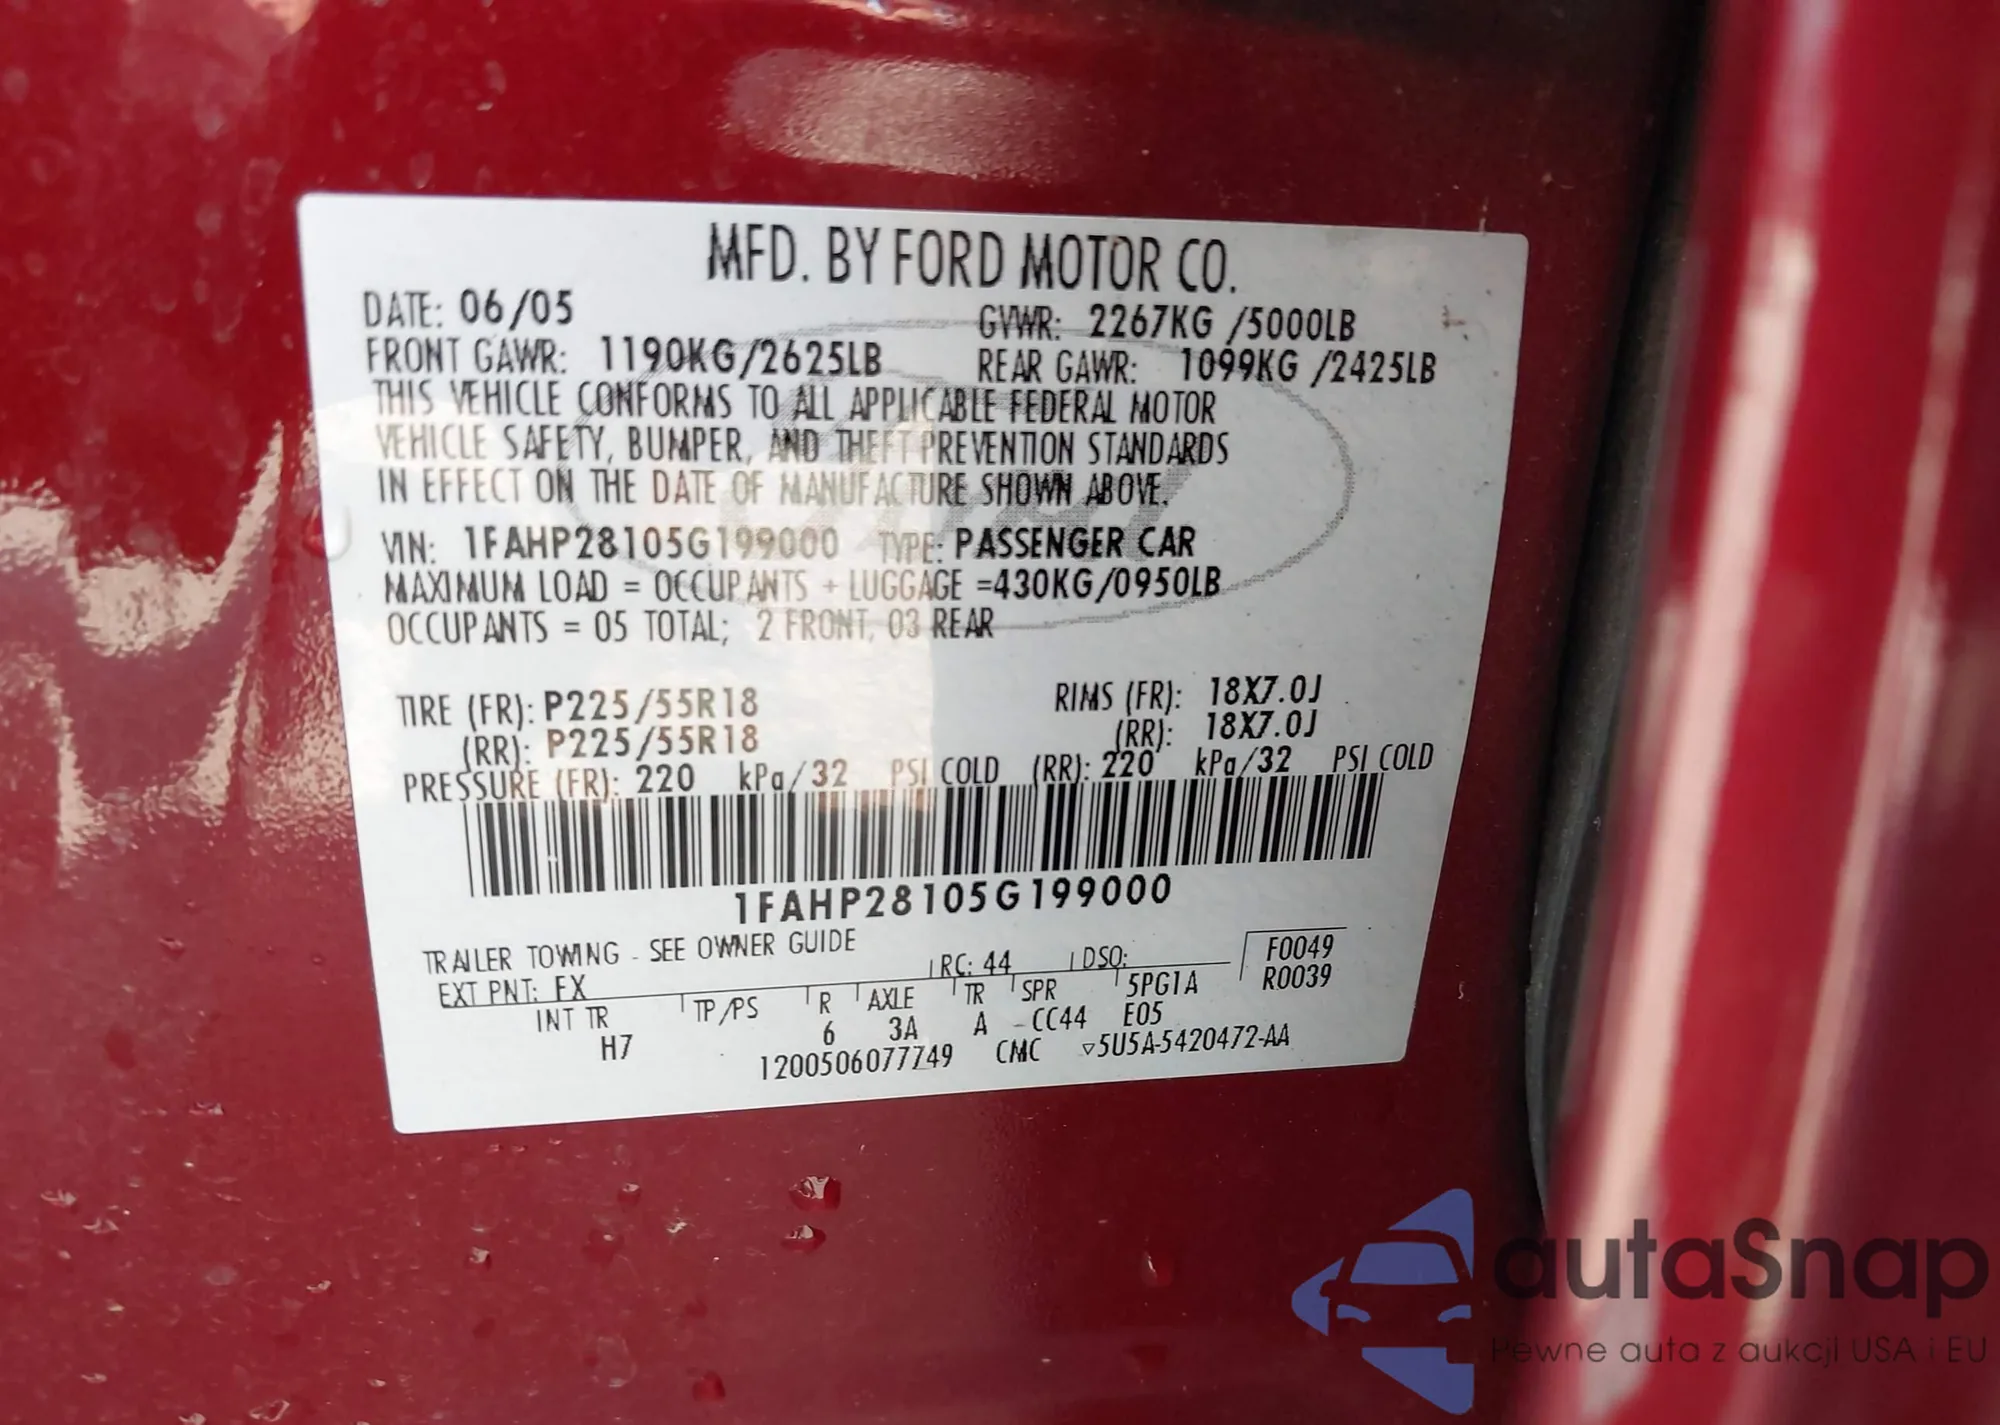 MFD. BY FORD MOTOR CO.
DATE: 06/05 GVWR: 2267KG /5000LB
FRONT GAWR: 1190KG/2625LB REAR GAWR: 1099KG /2425LB
THIS VEHICLE CONFORMS TO ALL APPLICABLE FEDERAL MOTOR
VEHICLE SAFETY, BUMPER, AND THEFT PREVENTION STANDARDS
IN EFFECT ON THE DATE OF MANUFACTURE SHOWN ABOVE.
VIN: 1FAHP28105G199000 TYPE: PASSENGER CAR
MAXIMUM LOAD = OCCUPANTS + LUGGAGE =430KG/0950LB
OCCUPANTS = 05 TOTAL; 2 FRONT, 03 REAR
TIRE (FR): P225/55R18 RIMS (FR): 18X7.0J
(RR): P225/55R18 (RR): 18X7.0J
PRESSURE (FR): 220 kPa/32 PSI COLD (RR): 220 kPa/32 PSI COLD
1FAHP28105G199000
TRAILER TOWING - SEE OWNER GUIDE
EXT PNT: FX RC: 44 DSO: F0049
INT TR TP/PS R AXLE TR SPR 5PG1A R0039
H7 6 3A A CC44 E05
1200506077749 CMC ▽5U5A-5420472-AA
autaSnap
Pewne auta z aukcji USA i EU